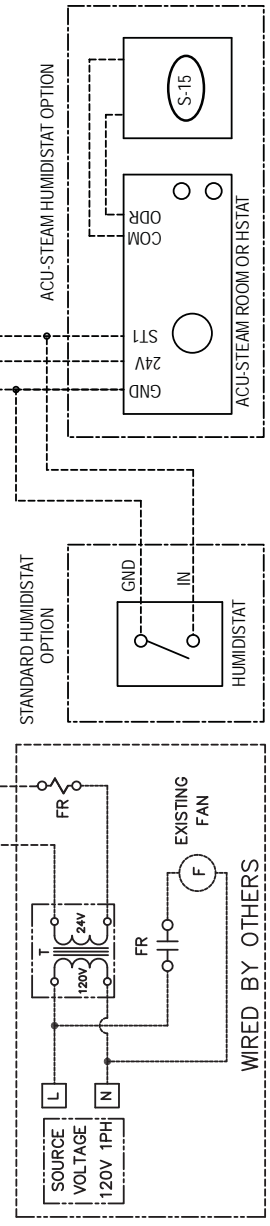 SOURCE
VOLTAGE
120V 1PH
L
N
T
120V
24V
FR
FR
F
EXISTING
FAN
WIRED BY OTHERS
STANDARD HUMIDISTAT
OPTION
GND
IN
HUMIDISTAT
ACU-STEAM HUMIDISTAT OPTION
GND
24V
ST1
COM
ODR
ACU-STEAM ROOM OR HSTAT
S-15